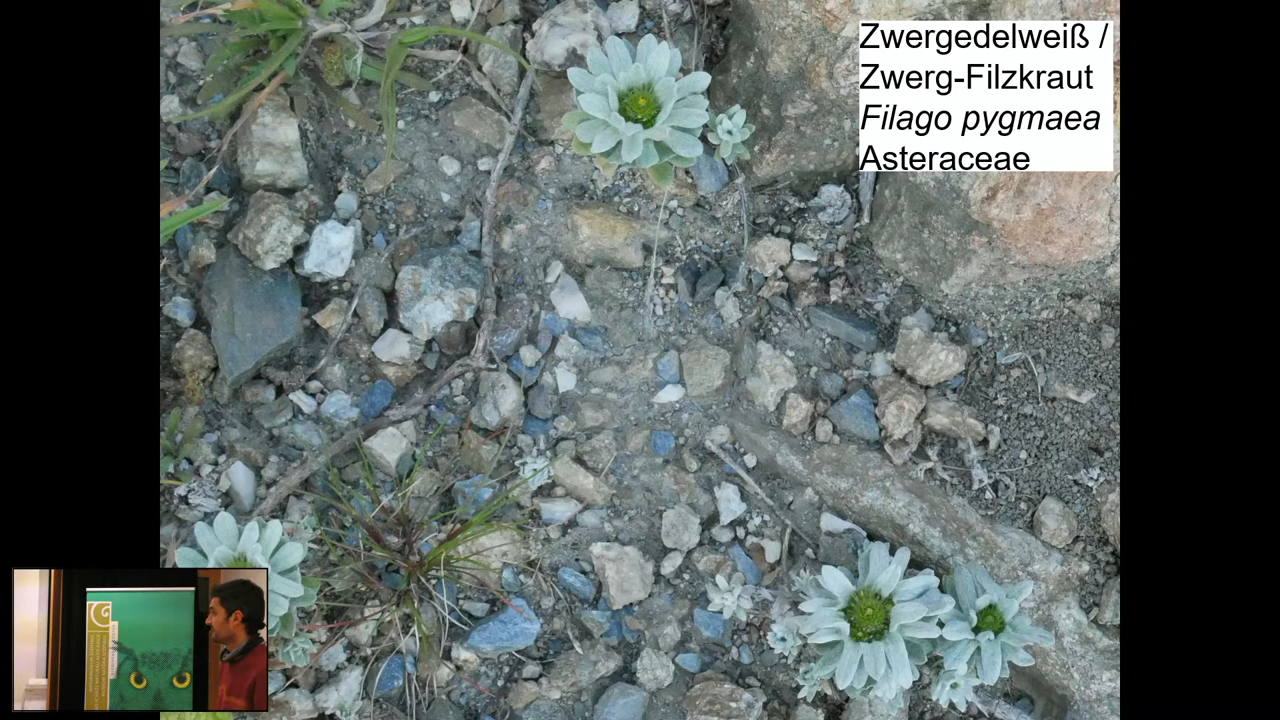 Zwergedelweiß /
Zwerg-Filzkraut
Filago pygmaea
Asteraceae